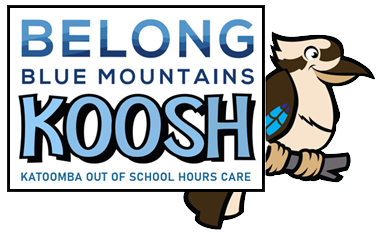 BELONG
BLUE MOUNTAINS
KOOSH
KATOOMBA OUT OF SCHOOL HOURS CARE